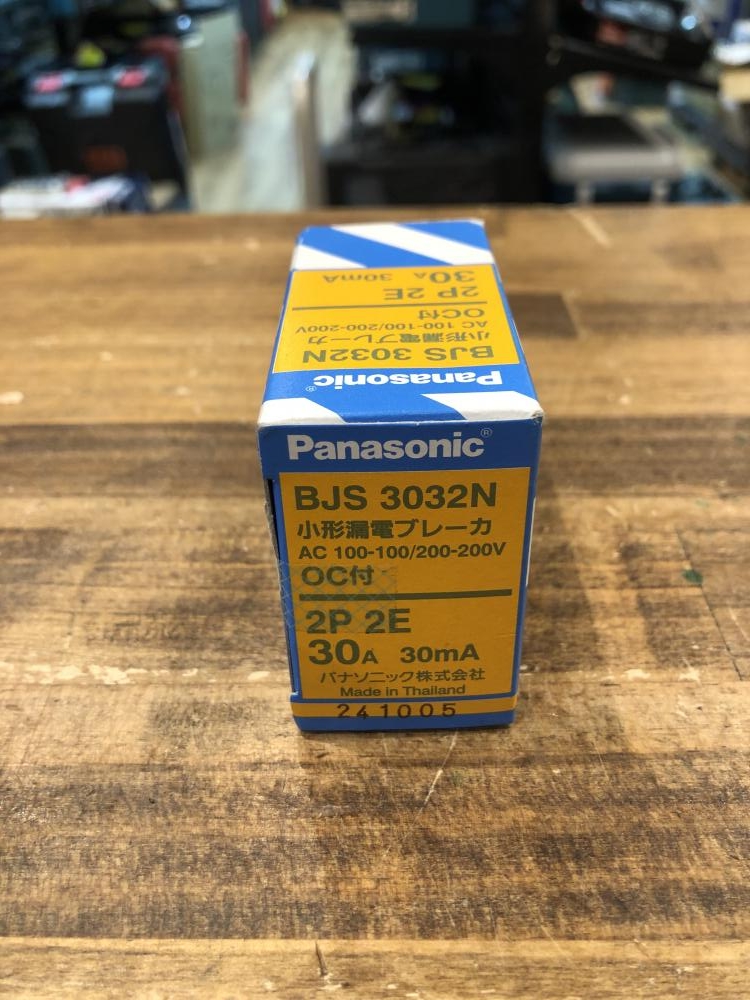 30A 30mA
2P 2E
OC付
AC 100-100/200-200V
小形漏電ブレーカ
BJS 3032N
Panasonic®
Panasonic®
BJS 3032N
小形漏電ブレーカ
AC 100-100/200-200V
OC付
2P 2E
30A 30mA
パナソニック株式会社
Made in Thailand
241005